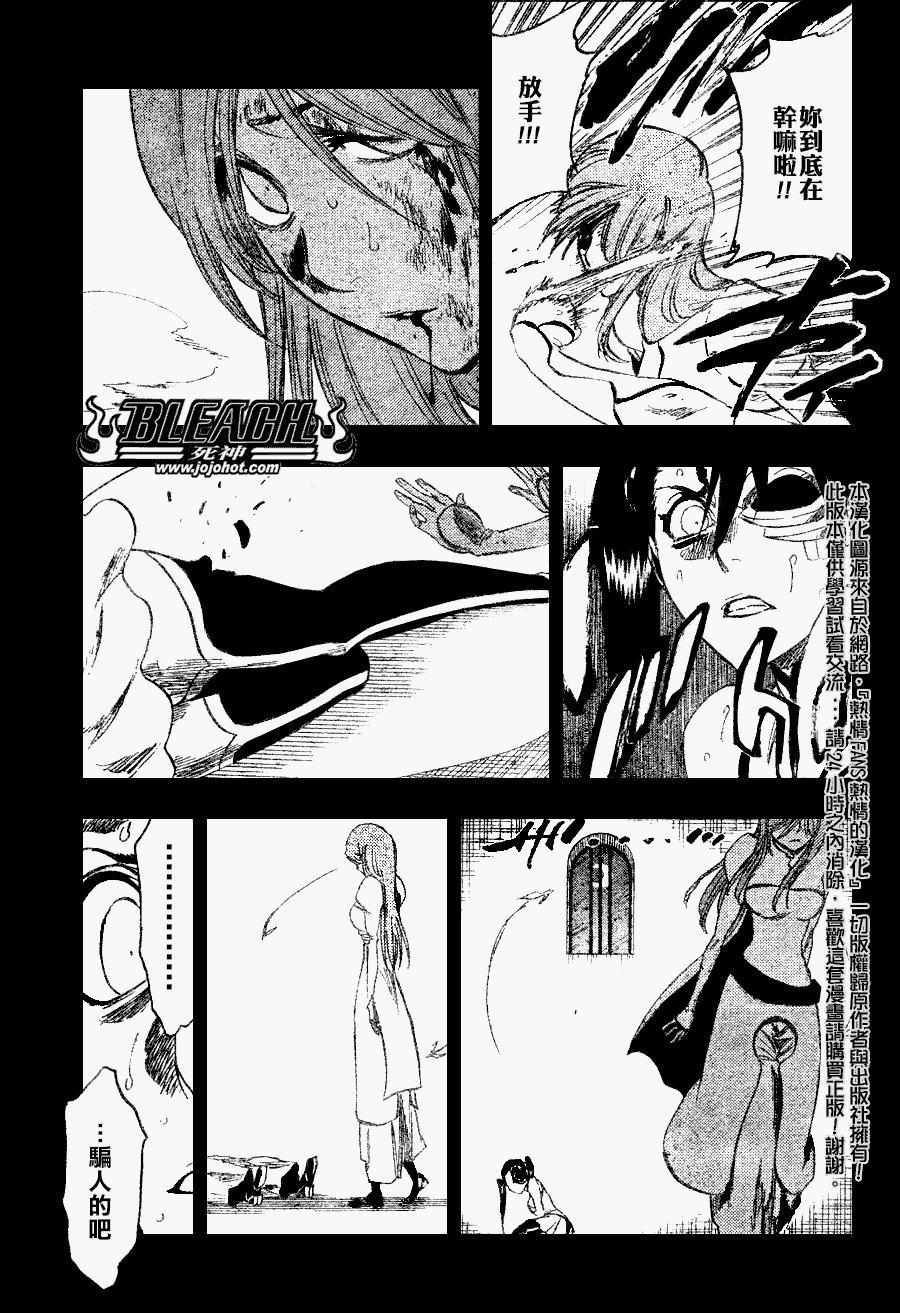 妳到底在
幹嘛啦!!
放手!!!
BLEACH
死神
www.jojohot.com
本漢化圖源來自於網路,『熱情FANS熱情的漢化』一切版權歸原作者與出版社擁有!
此版本僅供學習試看交流……請24小時之內消除,喜歡這套漫畫請購買正版!謝謝。
…………
…騙人的吧